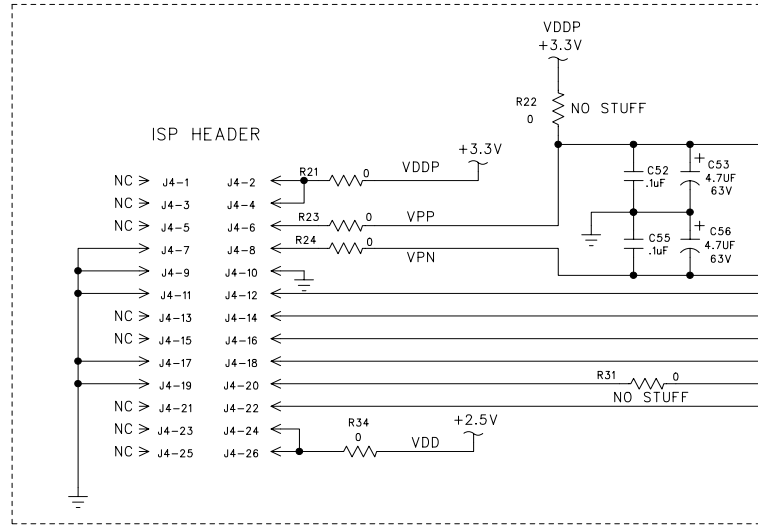 VDDP
+3.3V
R22
0
NO STUFF
ISP HEADER
+3.3V
NC J4-1 J4-2 R21 0 VDDP
C52
.1uF
+ C53
4.7UF
63V
NC J4-3 J4-4
NC J4-5 J4-6 R23 0 VPP
J4-7 J4-8 R24 0 VPN
C55
.1uF
+ C56
4.7UF
63V
J4-9 J4-10
J4-11 J4-12
NC J4-13 J4-14
NC J4-15 J4-16
J4-17 J4-18
J4-19 J4-20 R31 0
NO STUFF
NC J4-21 J4-22
NC J4-23 J4-24 R34
0
+2.5V
NC J4-25 J4-26 VDD